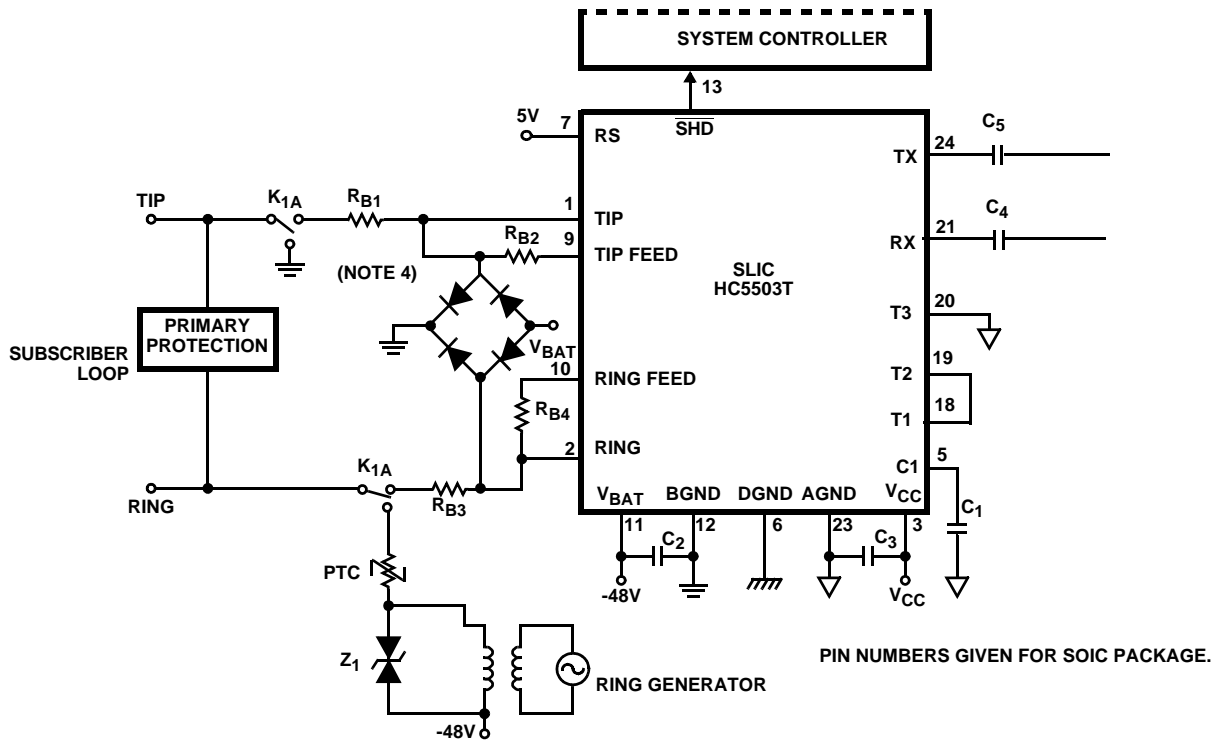 SYSTEM CONTROLLER
13
5V
7
RS
SHD
C5
24
TX
TIP
K1A
RB1
1
TIP
RB2
9
TIP FEED
(NOTE 4)
SLIC
HC5503T
C4
21
RX
20
T3
PRIMARY
PROTECTION
SUBSCRIBER
LOOP
VBAT
10
RING FEED
RB4
19
T2
18
T1
2
RING
5
C1
RING
K1A
RB3
VBAT
BGND
DGND
AGND
VCC
C1
11
12
6
23
3
C2
C3
-48V
VCC
PTC
Z1
RING GENERATOR
-48V
PIN NUMBERS GIVEN FOR SOIC PACKAGE.